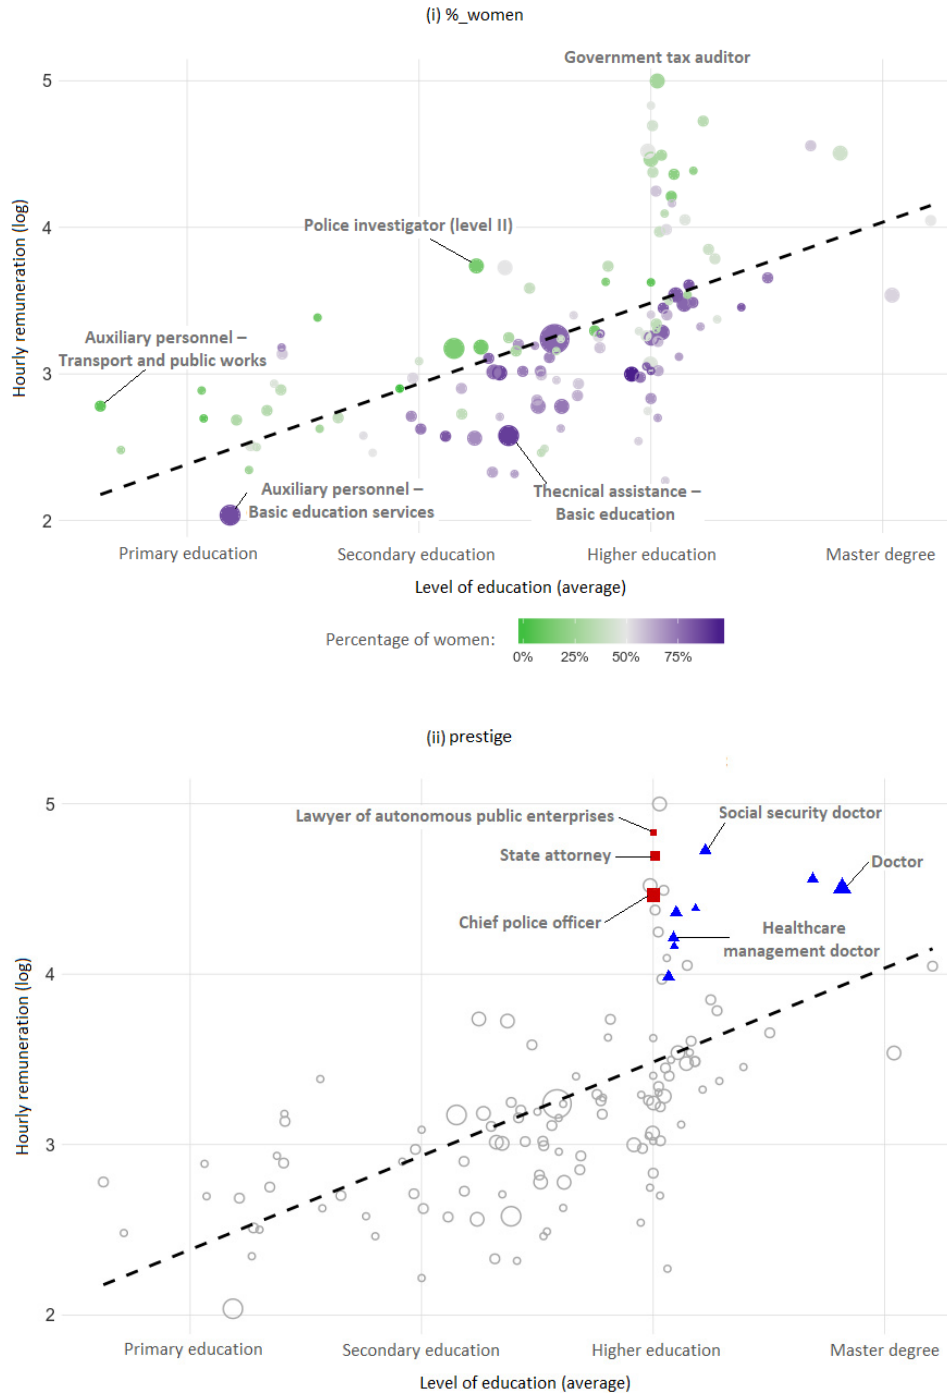 (i) %_women
Government tax auditor
5
Police investigator (level II)
4
Auxiliary personnel –
Transport and public works
3
Auxiliary personnel –
Basic education services
Thecnical assistance –
Basic education
2
Hourly remuneration (log)
Primary education
Secondary education
Higher education
Master degree
Level of education (average)
Percentage of women:
0%
25%
50%
75%
(ii) prestige
5
Lawyer of autonomous public enterprises
Social security doctor
State attorney
Doctor
Chief police officer
Healthcare
management doctor
4
3
2
Hourly remuneration (log)
Primary education
Secondary education
Higher education
Master degree
Level of education (average)